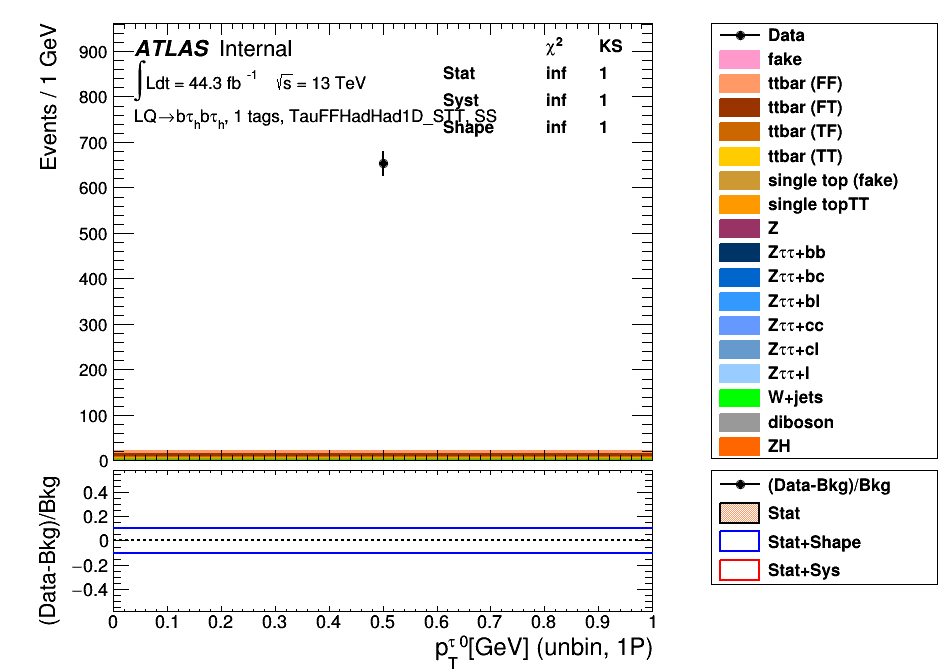 ATLAS Internal
∫Ldt = 44.3 fb⁻¹ √s = 13 TeV
LQ→bτhbτh, 1 tags, TauFFHadHad1D_STT, SS
χ² KS
Stat inf 1
Syst inf 1
Shape inf 1
Events / 1 GeV
900
800
700
600
500
400
300
200
100
0
(Data-Bkg)/Bkg
0.4
0.2
0
−0.2
−0.4
0 0.1 0.2 0.3 0.4 0.5 0.6 0.7 0.8 0.9 1
p_T^τ0[GeV] (unbin, 1P)
Data
fake
ttbar (FF)
ttbar (FT)
ttbar (TF)
ttbar (TT)
single top (fake)
single topTT
Z
Zττ+bb
Zττ+bc
Zττ+bl
Zττ+cc
Zττ+cl
Zττ+l
W+jets
diboson
ZH
(Data-Bkg)/Bkg
Stat
Stat+Shape
Stat+Sys